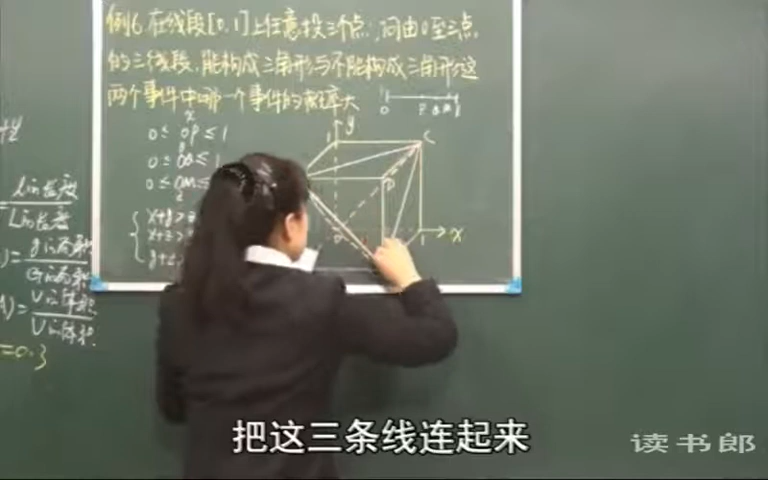 例6.在线段[0,1]上任意投三个点,问由0至三点
的三线段,能构成三角形与不能构成三角形这
两个事件中哪一个事件的概率大
0 P Q M 1
x
0≤ OP ≤1
y
0≤ OQ ≤1
0≤ OM ≤
z
x+y>z
x+z>
y+z
y
1
C
D
1
x
性
l的长度
L的长度
)= g的面积
G的面积
A)= V的体积
V的体积
=0.3
把这三条线连起来
读书郎